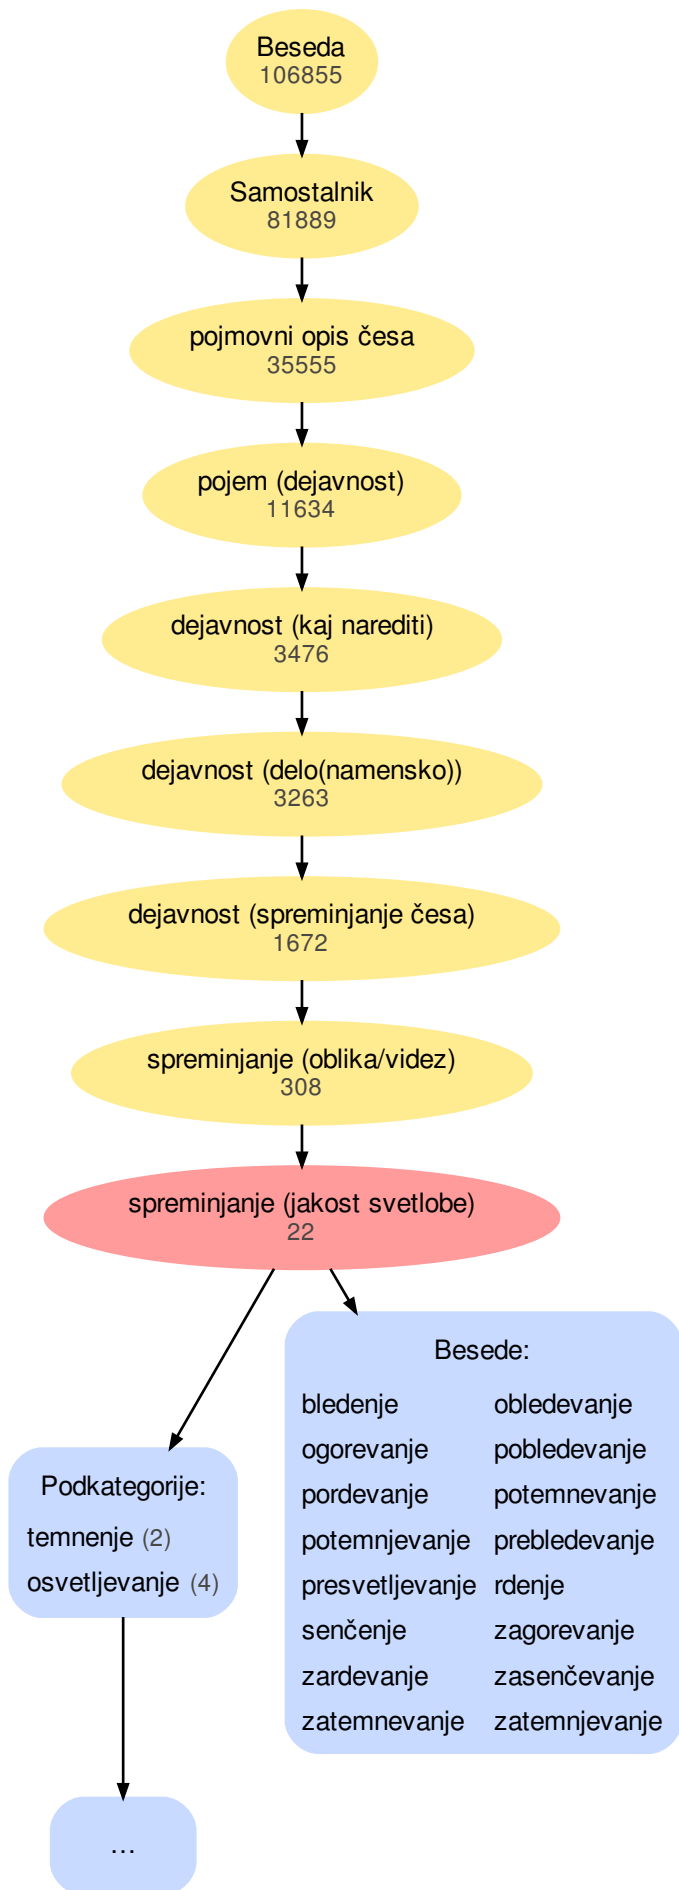 Beseda
106855
Samostalnik
81889
pojmovni opis česa
35555
pojem (dejavnost)
11634
dejavnost (kaj narediti)
3476
dejavnost (delo(namensko))
3263
dejavnost (spreminjanje česa)
1672
spreminjanje (oblika/videz)
308
spreminjanje (jakost svetlobe)
22
Besede:
bledenje obledevanje
ogorevanje pobledevanje
pordevanje potemnevanje
potemnjevanje prebledevanje
presvetljevanje rdenje
senčenje zagorevanje
zardevanje zasenčevanje
zatemnevanje zatemnjevanje
Podkategorije:
temnenje (2)
osvetljevanje (4)
...